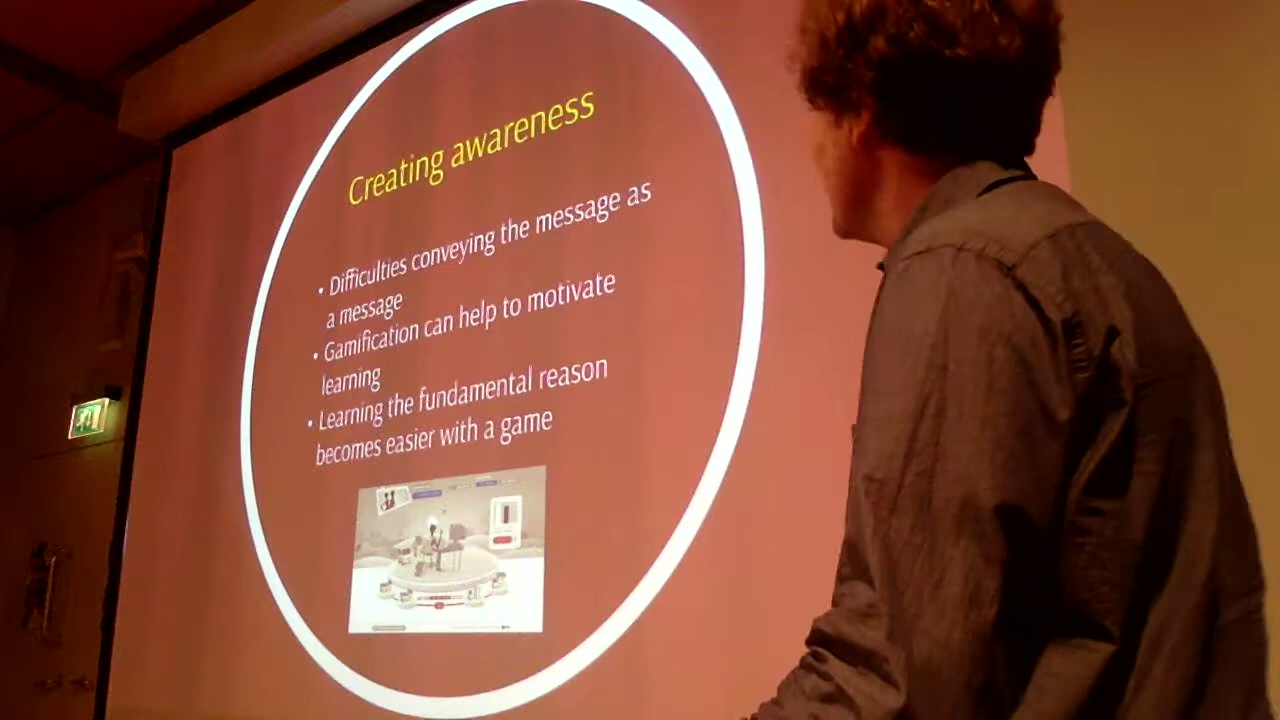 Creating awareness
• Difficulties conveying the message as
a message
• Gamification can help to motivate
learning
• Learning the fundamental reason
becomes easier with a game